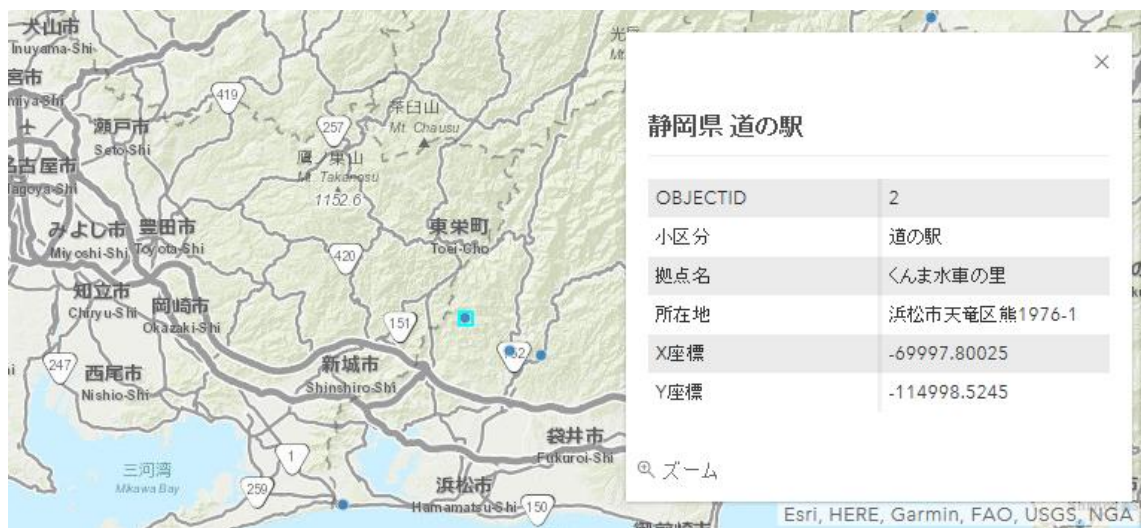 犬山市
Inuyama-Shi
419
茶臼山
Mt. Chausu
257
瀬戸市
Seto-Shi
鷹ノ巣山
Mt. Takanosu
1152.6
みよし市
Miyoshi-Shi
豊田市
Toyota-Shi
東栄町
Toei-Cho
420
知立市
Chiryu-Shi
岡崎市
Okazaki-Shi
151
247
西尾市
Nishio-Shi
新城市
Shinshiro-Shi
袋井市
Fukuroi-Shi
三河湾
Mikawa Bay
1
259
浜松市
Hamamatsu-Shi
150
静岡県 道の駅
OBJECTID 2
小区分 道の駅
拠点名 くんま水車の里
所在地 浜松市天竜区熊1976-1
X座標 -69997.80025
Y座標 -114998.5245
ズーム
Esri, HERE, Garmin, FAO, USGS, NGA